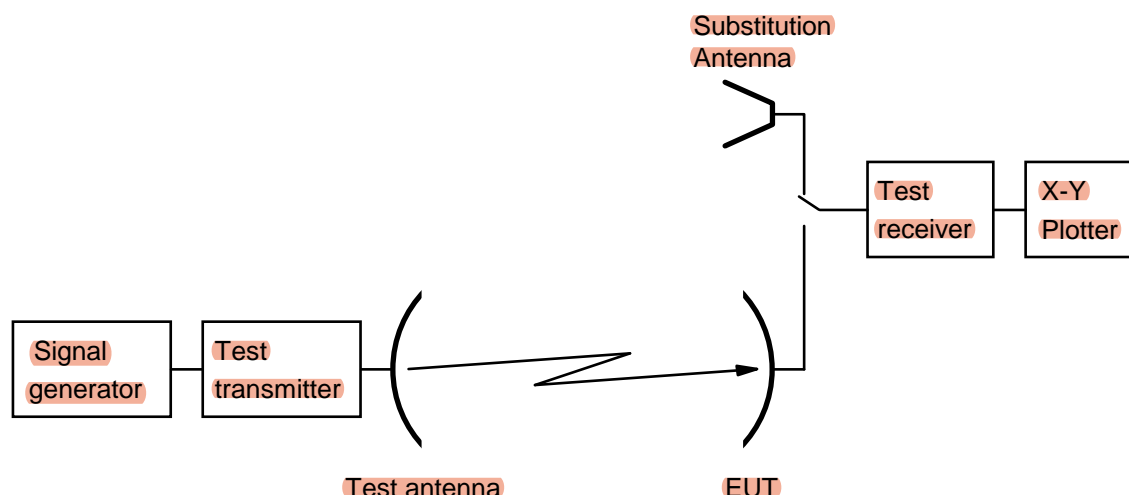 Substitution
Antenna
Test
receiver
X-Y
Plotter
Signal
generator
Test
transmitter
Test antenna
EUT